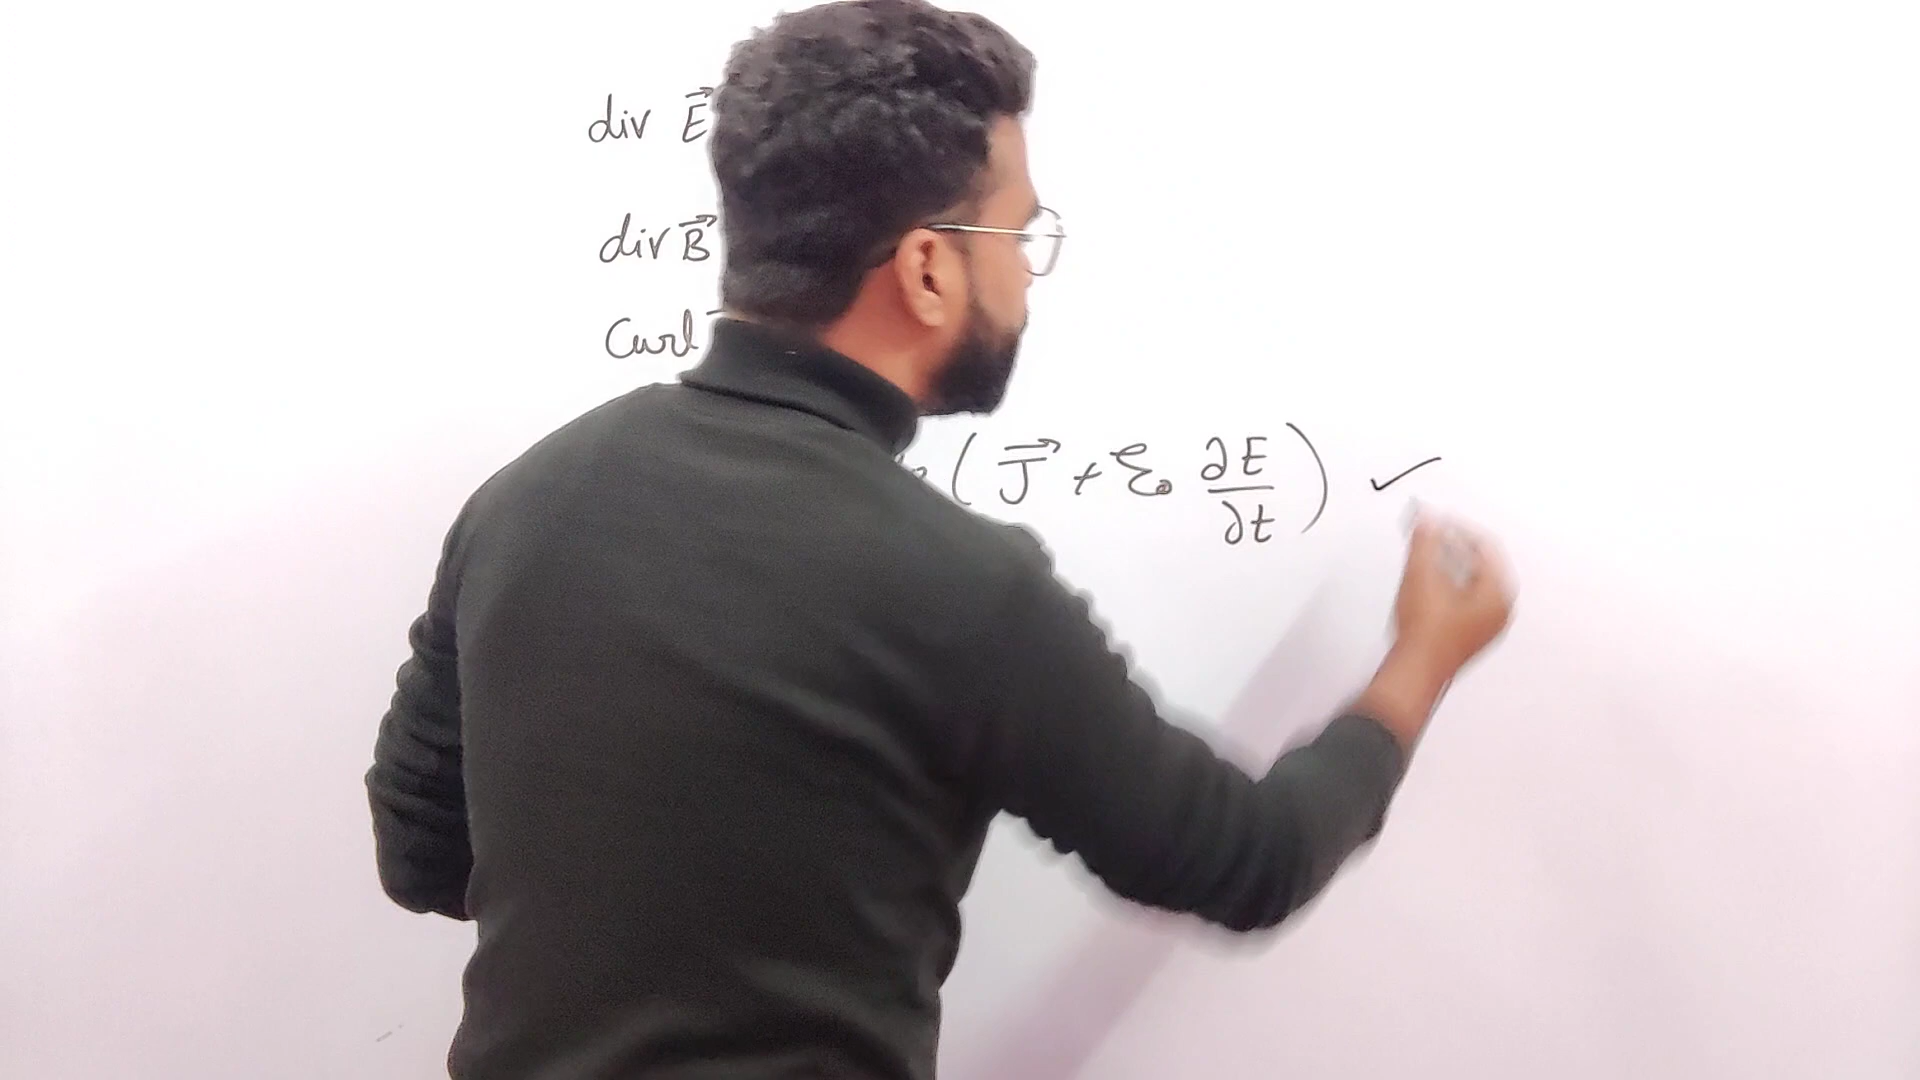 div E⃗
div B⃗
Curl
( J⃗ + ε₀ ∂E/∂t ) ✓